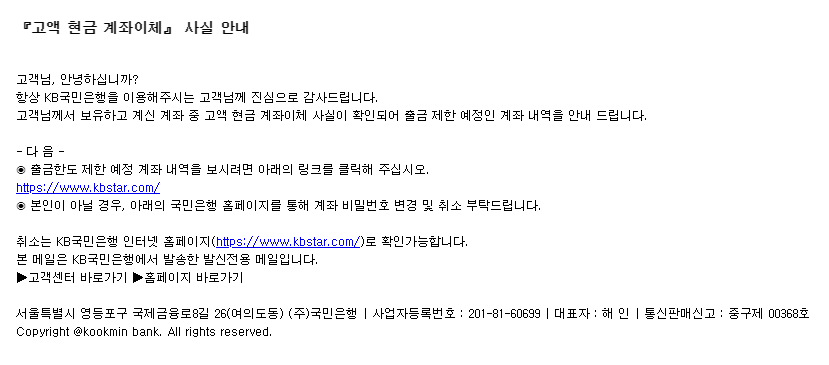 『고액 현금 계좌이체』 사실 안내
고객님, 안녕하십니까?
항상 KB국민은행을 이용해주시는 고객님께 진심으로 감사드립니다.
고객님께서 보유하고 계신 계좌 중 고액 현금 계좌이체 사실이 확인되어 출금 제한 예정인 계좌 내역을 안내 드립니다.
- 다 음 -
◉ 출금한도 제한 예정 계좌 내역을 보시려면 아래의 링크를 클릭해 주십시오.
https://www.kbstar.com/
◉ 본인이 아닐 경우, 아래의 국민은행 홈페이지를 통해 계좌 비밀번호 변경 및 취소 부탁드립니다.
취소는 KB국민은행 인터넷 홈페이지(https://www.kbstar.com/)로 확인가능합니다.
본 메일은 KB국민은행에서 발송한 발신전용 메일입니다.
▶고객센터 바로가기 ▶홈페이지 바로가기
서울특별시 영등포구 국제금융로8길 26(여의도동) (주)국민은행 | 사업자등록번호 : 201-81-60699 | 대표자 : 해 인 | 통신판매신고 : 중구제 00368호
Copyright @kookmin bank. All rights reserved.